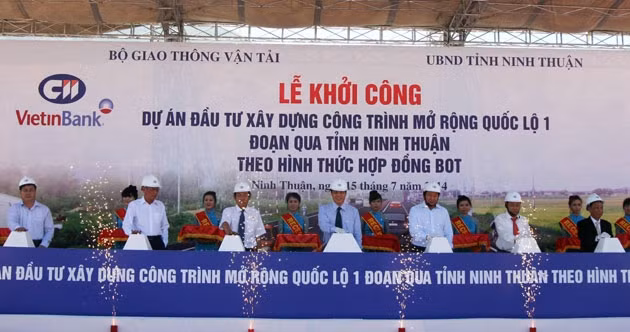 BỘ GIAO THÔNG VẬN TẢI
UBND TỈNH NINH THUẬN
CII
VietinBank
LỄ KHỞI CÔNG
DỰ ÁN ĐẦU TƯ XÂY DỰNG CÔNG TRÌNH MỞ RỘNG QUỐC LỘ 1
ĐOẠN QUA TỈNH NINH THUẬN
THEO HÌNH THỨC HỢP ĐỒNG BOT
Ninh Thuận, 15 tháng 7 năm
ÁN ĐẦU TƯ XÂY DỰNG CÔNG TRÌNH MỞ RỘNG QUỐC LỘ 1 ĐOẠN QUA TỈNH NINH THUẬN THEO HÌNH